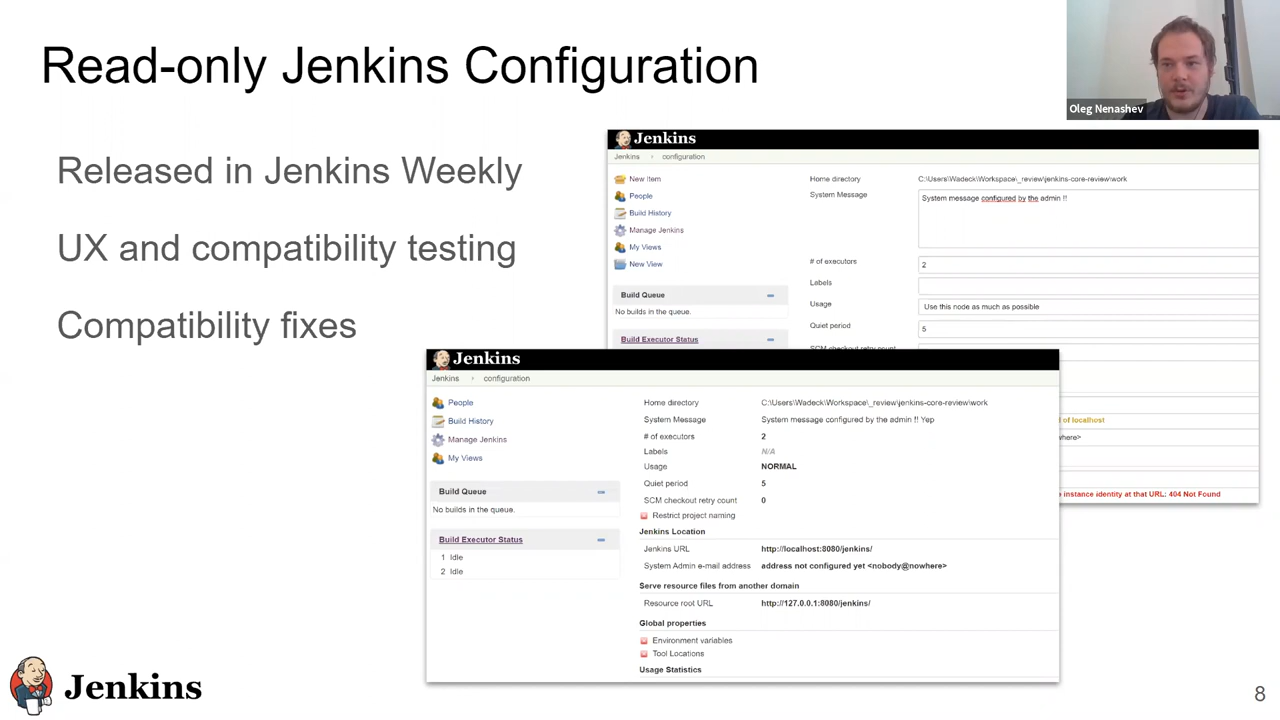 Read-only Jenkins Configuration
Oleg Nenashev
Released in Jenkins Weekly
UX and compatibility testing
Compatibility fixes
Jenkins
Jenkins › configuration
New Item
People
Build History
Manage Jenkins
My Views
New View
Build Queue
No builds in the queue.
Build Executor Status
Home directory C:\Users\Wadeck\Workspace\_review\jenkins-core-review\work
System Message System message configured by the admin !!
# of executors 2
Labels
Usage Use this node as much as possible
Quiet period 5
SCM checkout retry count
d of localhost
where>
instance identity at that URL: 404 Not Found
Jenkins
Jenkins › configuration
People
Build History
Manage Jenkins
My Views
Build Queue
No builds in the queue.
Build Executor Status
1 Idle
2 Idle
Home directory C:\Users\Wadeck\Workspace\_review\jenkins-core-review\work
System Message System message configured by the admin !! Yep
# of executors 2
Labels N/A
Usage NORMAL
Quiet period 5
SCM checkout retry count 0
Restrict project naming
Jenkins Location
Jenkins URL http://localhost:8080/jenkins/
System Admin e-mail address address not configured yet <nobody@nowhere>
Serve resource files from another domain
Resource root URL http://127.0.0.1:8080/jenkins/
Global properties
Environment variables
Tool Locations
Usage Statistics
Jenkins
8